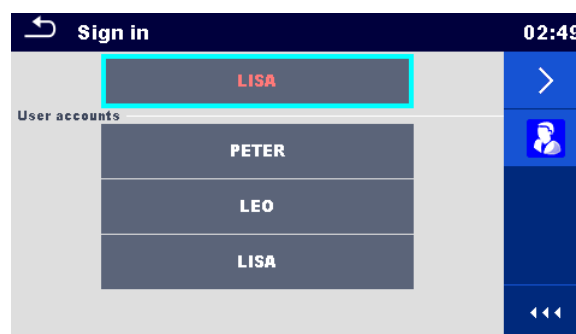 Sign in
02:49
LISA
User accounts
PETER
LEO
LISA